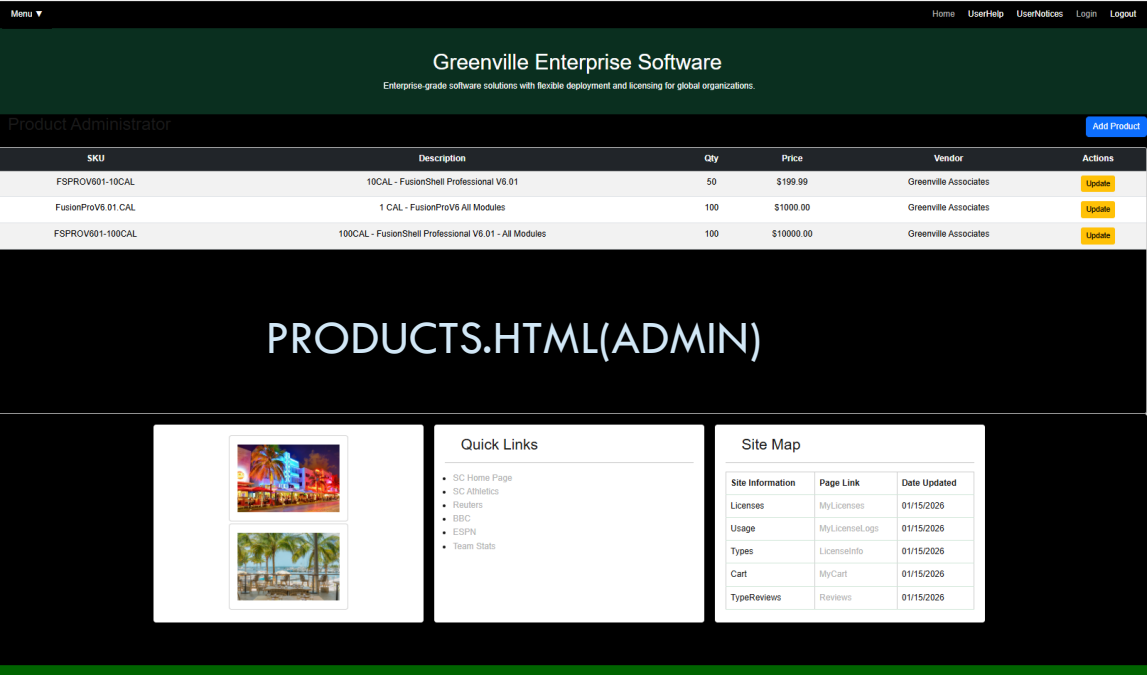 Menu ▼
Home UserHelp UserNotices Login Logout
Greenville Enterprise Software
Enterprise-grade software solutions with flexible deployment and licensing for global organizations.
Product Administrator
Add Product
SKU Description Qty Price Vendor Actions
FSPROV601-10CAL 10CAL - FusionShell Professional V6.01 50 $199.99 Greenville Associates Update
FusionProV6.01.CAL 1 CAL - FusionProV6 All Modules 100 $1000.00 Greenville Associates Update
FSPROV601-100CAL 100CAL - FusionShell Professional V6.01 - All Modules 100 $10000.00 Greenville Associates Update
PRODUCTS.HTML(ADMIN)
Quick Links
SC Home Page
SC Athletics
Reuters
BBC
ESPN
Team Stats
Site Map
Site Information Page Link Date Updated
Licenses MyLicenses 01/15/2026
Usage MyLicenseLogs 01/15/2026
Types LicenseInfo 01/15/2026
Cart MyCart 01/15/2026
TypeReviews Reviews 01/15/2026